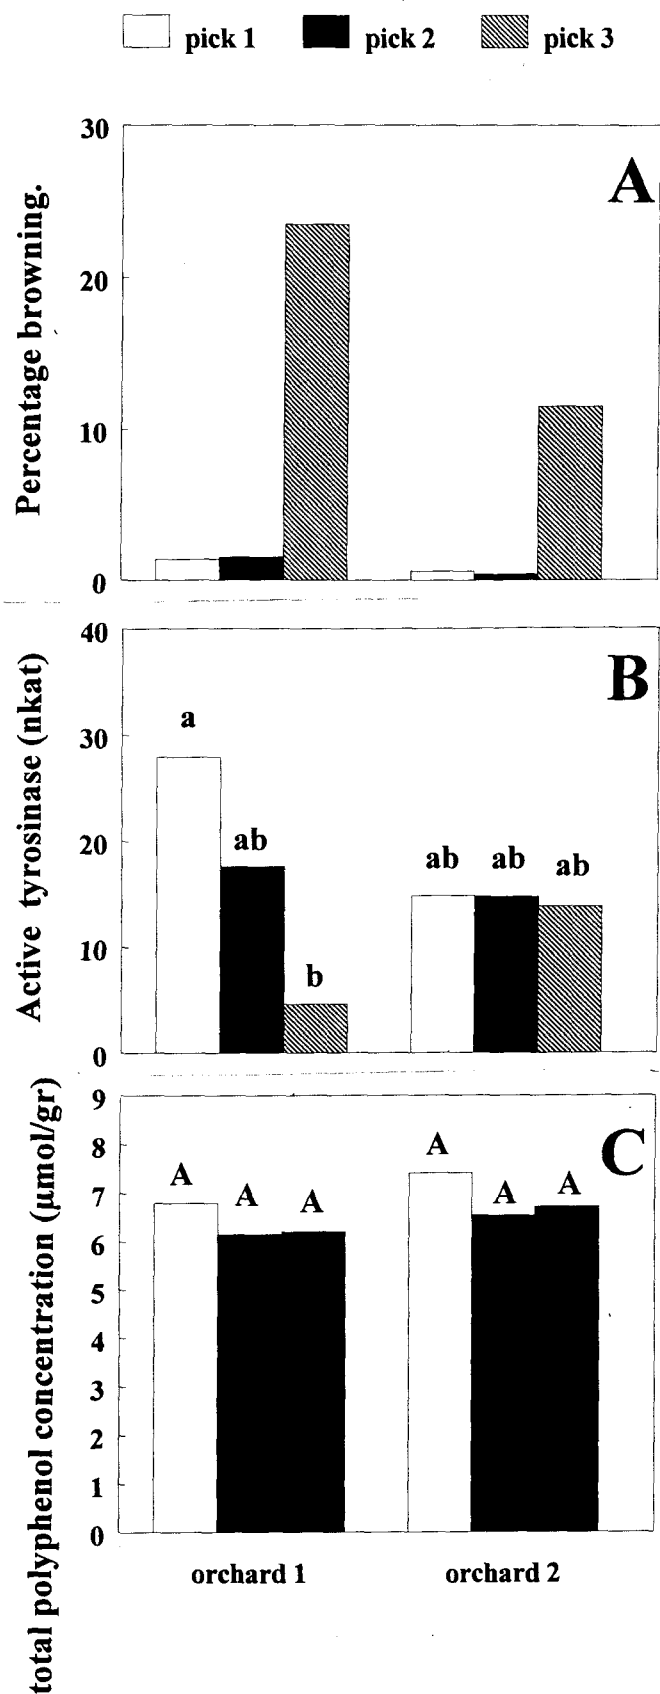 pick 1 pick 2 pick 3
A
Percentage browning.
30
20
10
0
B
Active tyrosinase (nkat)
40
30
20
10
0
a
ab
b
ab
ab
ab
C
total polyphenol concentration (µmol/gr)
9
8
7
6
5
4
3
2
1
0
A
A
A
A
A
A
orchard 1 orchard 2